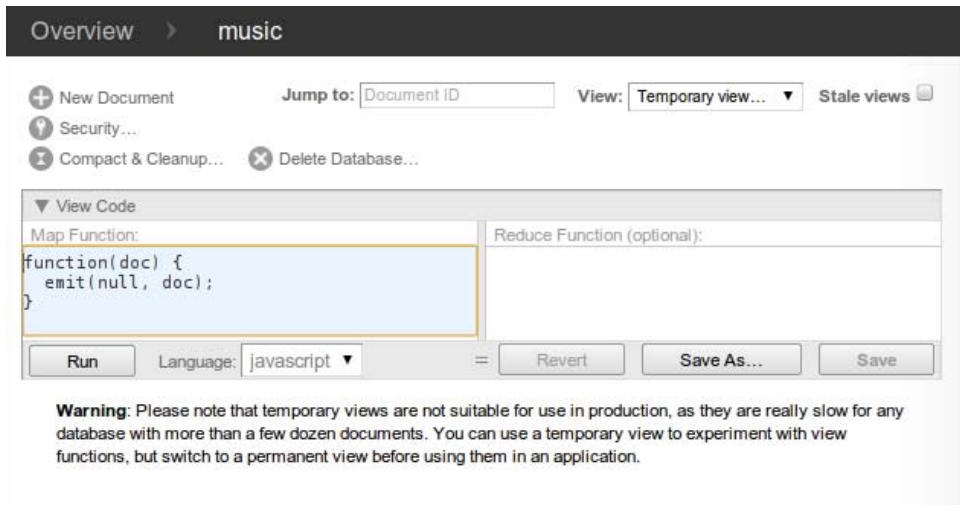 Overview > music
New Document Jump to: Document ID View: Temporary view... ▼ Stale views
Security...
Compact & Cleanup... Delete Database...
▼ View Code
Map Function: Reduce Function (optional):
function(doc) {
  emit(null, doc);
}
Run Language: javascript ▼ = Revert Save As... Save
Warning: Please note that temporary views are not suitable for use in production, as they are really slow for any
database with more than a few dozen documents. You can use a temporary view to experiment with view
functions, but switch to a permanent view before using them in an application.